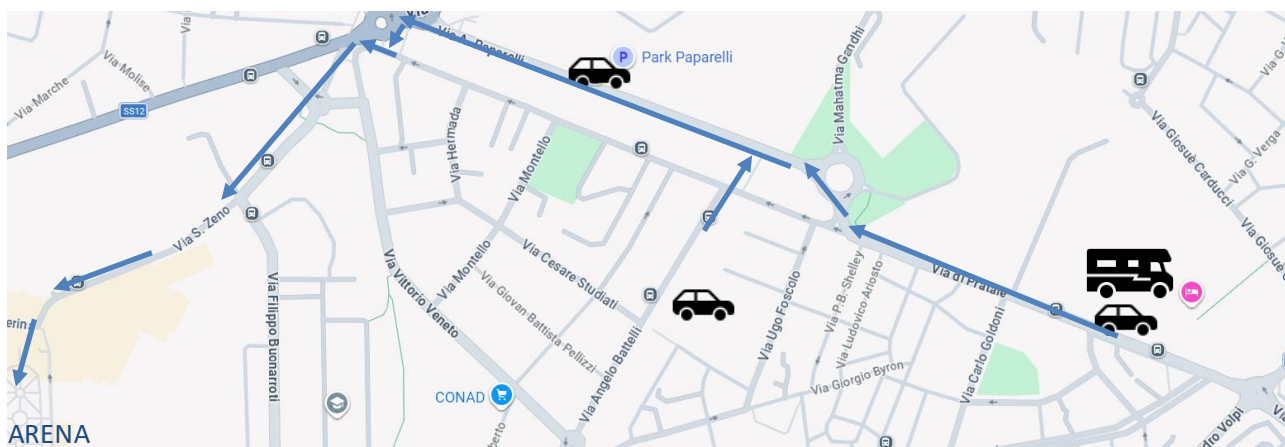 Via A. Paparelli
P
Park Paparelli
Via Mahatma Gandhi
Via Molise
Via Marche
SS12
Via Hermada
Via Montello
Via Giosuè Carducci
Via G. Verga
Via S. Zeno
Via Filippo Buonarroti
Via Vittorio Veneto
Via Montello
Via Cesare Studiati
Via Giovan Battista Pellizzi
Via Angelo Battelli
Via Ugo Foscolo
Via P.B. Shelley
Via Ludovico Ariosto
Via di Pratale
Via Carlo Goldoni
Via Giorgio Byron
CONAD
Volpi
ARENA